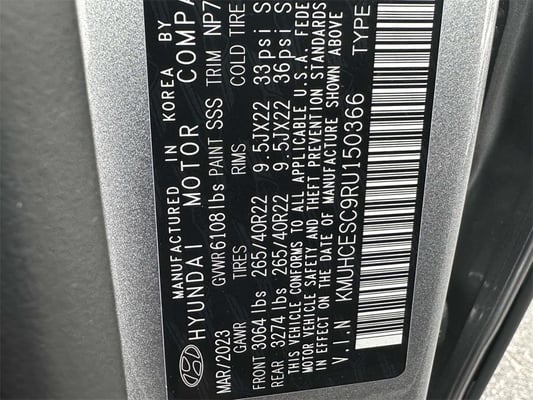 MANUFACTURED IN KOREA BY
HYUNDAI MOTOR COMPA
MAR/2023 GVWR 6108 lbs PAINT SSS TRIM NP7
GAWR TIRES RIMS COLD TIRE
FRONT 3064 lbs 265/40R22 9.5JX22 33psi S
REAR 3274 lbs 265/40R22 9.5JX22 36psi S
THIS VEHICLE CONFORMS TO ALL APPLICABLE U.S.A. FEDE
MOTOR VEHICLE SAFETY AND THEFT PREVENTION STANDARDS
IN EFFECT ON THE DATE OF MANUFACTURE SHOWN ABOVE
V.I.N KMUHCESC9RU150366 TYPE